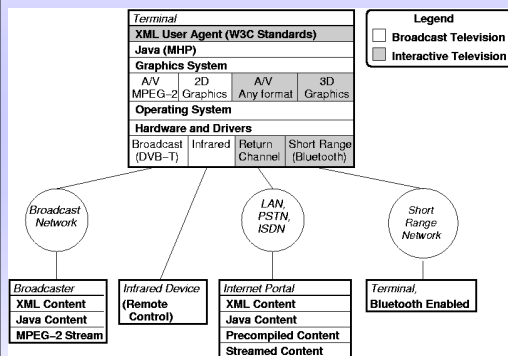 Terminal
XML User Agent (W3C Standards)
Java (MHP)
Graphics System
A/V MPEG-2
2D Graphics
A/V Any format
3D Graphics
Operating System
Hardware and Drivers
Broadcast (DVB-T)
Infrared
Return Channel
Short Range (Bluetooth)
Legend
Broadcast Television
Interactive Television
Broadcast
Network
LAN,
PSTN,
ISDN
Short
Range
Network
Broadcaster
XML Content
Java Content
MPEG-2 Stream
Infrared Device
(Remote
Control)
Internet Portal
XML Content
Java Content
Precompiled Content
Streamed Content
Terminal,
Bluetooth Enabled